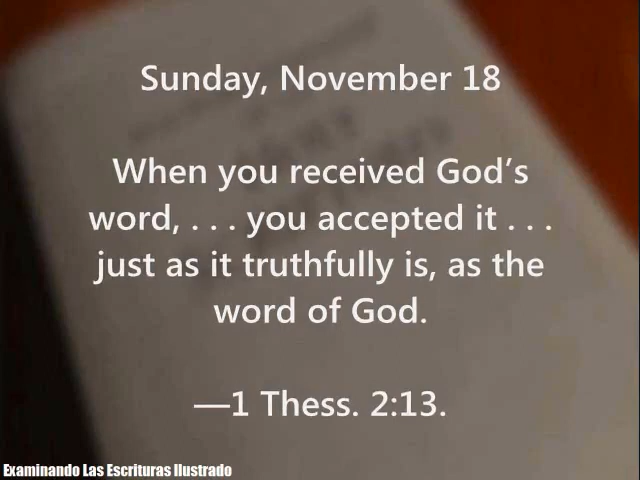 Sunday, November 18
When you received God’s
word, . . . you accepted it . . .
just as it truthfully is, as the
word of God.
—1 Thess. 2:13.
Examinando Las Escrituras Ilustrado